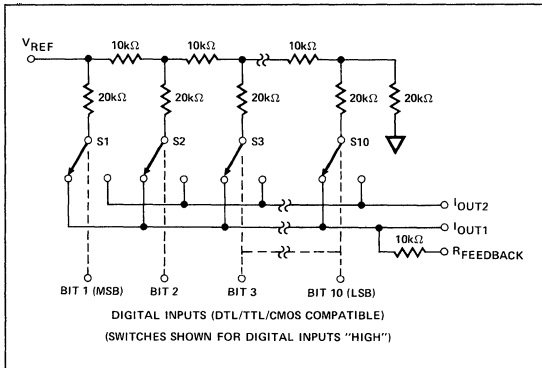 VREF
10kΩ 10kΩ 10kΩ
20kΩ 20kΩ 20kΩ 20kΩ 20kΩ
S1 S2 S3 S10
IOUT2
IOUT1
10kΩ
RFEEDBACK
BIT 1 (MSB) BIT 2 BIT 3 BIT 10 (LSB)
DIGITAL INPUTS (DTL/TTL/CMOS COMPATIBLE)
(SWITCHES SHOWN FOR DIGITAL INPUTS "HIGH")